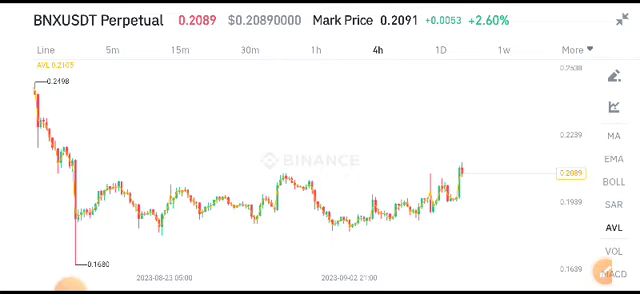 BNXUSDT Perpetual 0.2089 $0.20890000 Mark Price 0.2091 +0.0053 +2.60%
Line 5m 15m 30m 1h 4h 1D 1w More
AVL 0.2105
0.2538
0.2498
MA
0.2239
EMA
BINANCE
0.2089
BOLL
0.1939
SAR
AVL
VOL
0.1680
0.1639
MACD
2023-08-23 05:00 2023-09-02 21:00